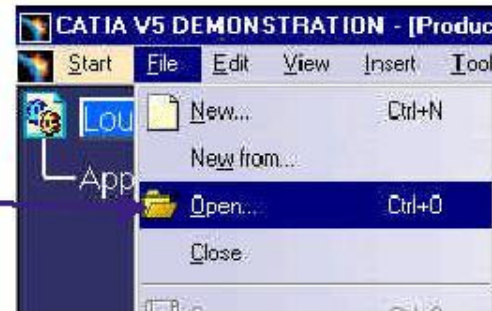 CATIA V5 DEMONSTRATION - [Produc
Start File Edit View Insert Tool
Lou
New... Ctrl+N
New from...
App
Open... Ctrl+O
Close